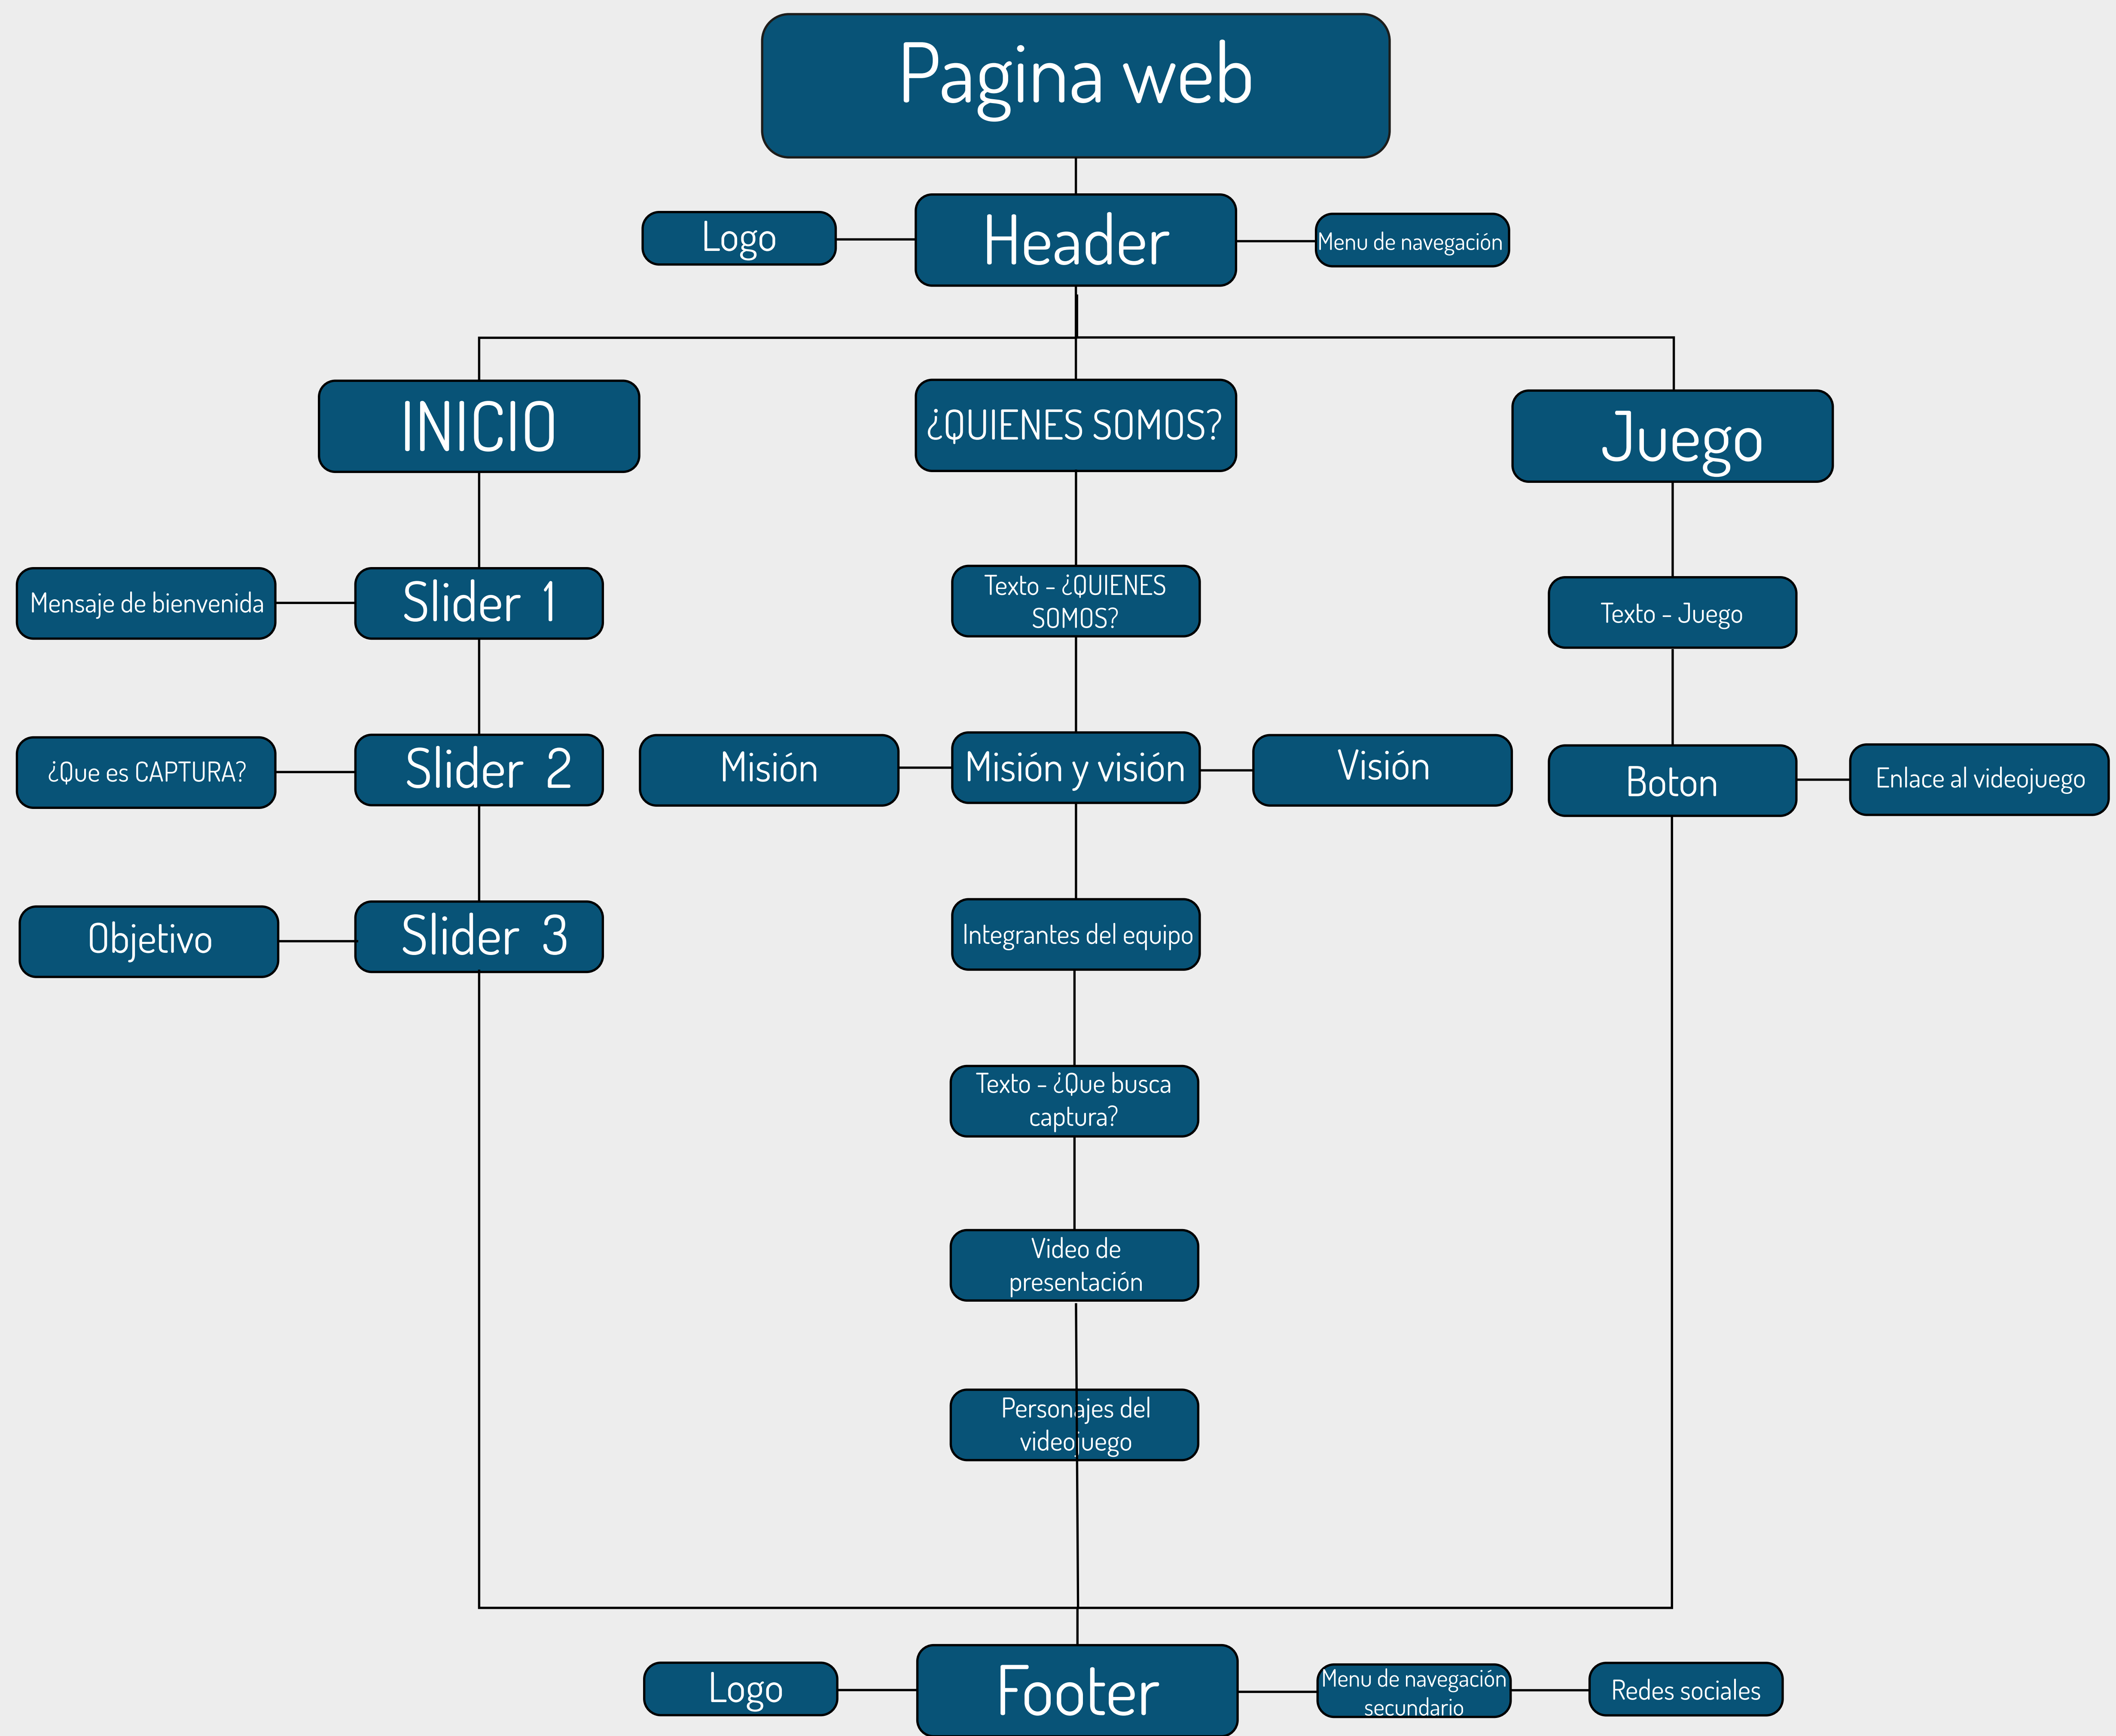 Pagina web
Logo
Header
Menu de navegación
INICIO
¿QUIENES SOMOS?
Juego
Mensaje de bienvenida
Slider 1
Texto - ¿QUIENES
SOMOS?
Texto - Juego
¿Que es CAPTURA?
Slider 2
Misión
Misión y visión
Visión
Boton
Enlace al videojuego
Objetivo
Slider 3
Integrantes del equipo
Texto - ¿Que busca
captura?
Video de
presentación
Personajes del
videojuego
Logo
Footer
Menu de navegación
secundario
Redes sociales